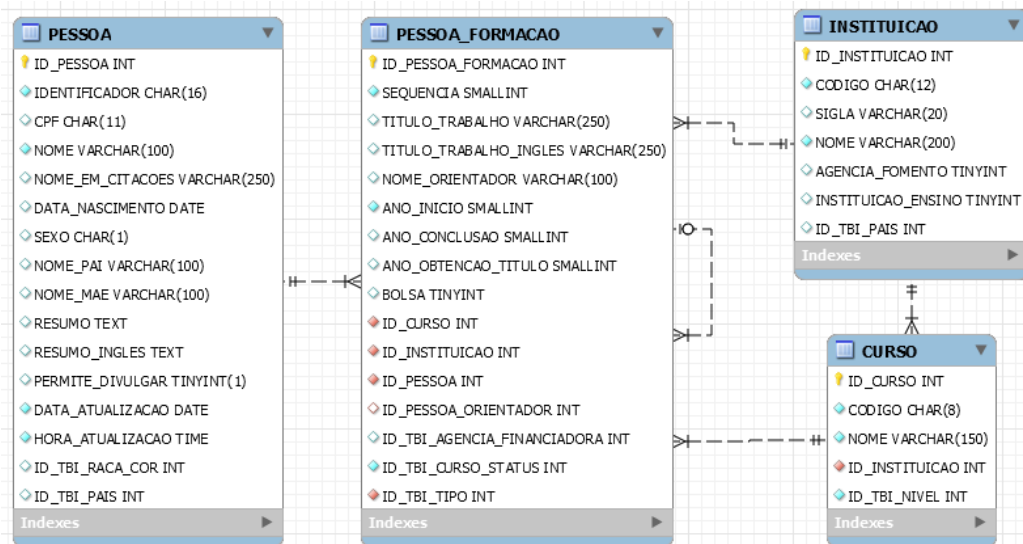 PESSOA
ID_PESSOA INT
IDENTIFICADOR CHAR(16)
CPF CHAR(11)
NOME VARCHAR(100)
NOME_EM_CITACOES VARCHAR(250)
DATA_NASCIMENTO DATE
SEXO CHAR(1)
NOME_PAI VARCHAR(100)
NOME_MAE VARCHAR(100)
RESUMO TEXT
RESUMO_INGLES TEXT
PERMITE_DIVULGAR TINYINT(1)
DATA_ATUALIZACAO DATE
HORA_ATUALIZACAO TIME
ID_TBI_RACA_COR INT
ID_TBI_PAIS INT
Indexes
PESSOA_FORMACAO
ID_PESSOA_FORMACAO INT
SEQUENCIA SMALLINT
TITULO_TRABALHO VARCHAR(250)
TITULO_TRABALHO_INGLES VARCHAR(250)
NOME_ORIENTADOR VARCHAR(100)
ANO_INICIO SMALLINT
ANO_CONCLUSAO SMALLINT
ANO_OBTENCAO_TITULO SMALLINT
BOLSA TINYINT
ID_CURSO INT
ID_INSTITUICAO INT
ID_PESSOA INT
ID_PESSOA_ORIENTADOR INT
ID_TBI_AGENCIA_FINANCIADORA INT
ID_TBI_CURSO_STATUS INT
ID_TBI_TIPO INT
Indexes
INSTITUICAO
ID_INSTITUICAO INT
CODIGO CHAR(12)
SIGLA VARCHAR(20)
NOME VARCHAR(200)
AGENCIA_FOMENTO TINYINT
INSTITUICAO_ENSINO TINYINT
ID_TBI_PAIS INT
Indexes
CURSO
ID_CURSO INT
CODIGO CHAR(8)
NOME VARCHAR(150)
ID_INSTITUICAO INT
ID_TBI_NIVEL INT
Indexes